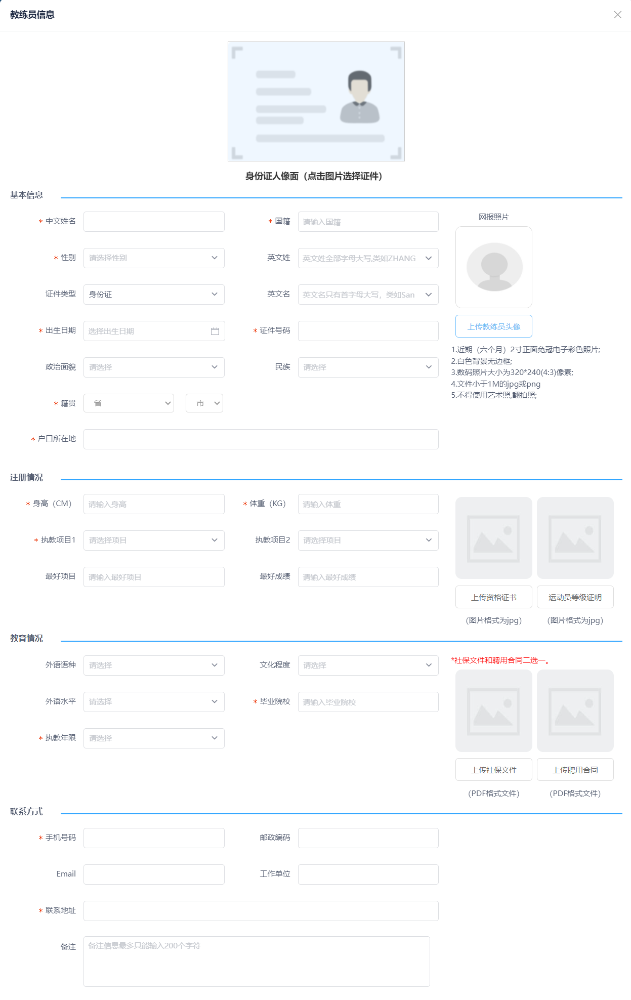 教练员信息
身份证人像面（点击图片选择证件）
基本信息
* 中文姓名
* 国籍 请输入国籍
网报照片
* 性别 请选择性别
英文姓 英文姓全部字母大写,类如ZHANG
证件类型 身份证
英文名 英文名只有首字母大写，类如San
* 出生日期 选择出生日期
* 证件号码
上传教练员头像
政治面貌 请选择
民族 请选择
1.近期（六个月）2寸正面免冠电子彩色照片;
2.白色背景无边框;
3.数码照片大小为320*240(4:3)像素;
4.文件小于1M的jpg或png
5.不得使用艺术照,翻拍照;
* 籍贯 省 市
* 户口所在地
注册情况
* 身高（CM） 请输入身高
* 体重（KG） 请输入体重
* 执教项目1 请选择项目
执教项目2 请选择项目
最好项目 请输入最好项目
最好成绩 请输入最好成绩
上传资格证书 运动员等级证明
（图片格式为jpg） （图片格式为jpg）
教育情况
外语语种 请选择
文化程度 请选择
*社保文件和聘用合同二选一。
外语水平 请选择
* 毕业院校 请输入毕业院校
* 执教年限 请选择
上传社保文件 上传聘用合同
（PDF格式文件） （PDF格式文件）
联系方式
* 手机号码
邮政编码
Email
工作单位
* 联系地址
备注 备注信息最多只能输入200个字符